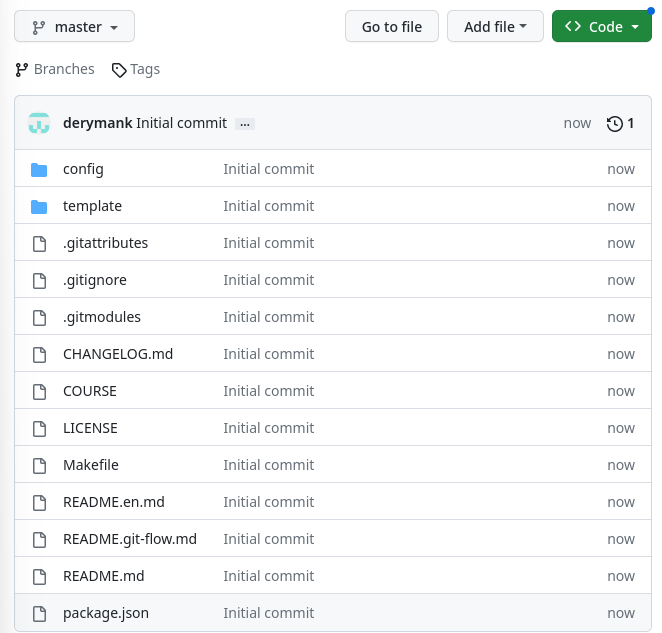 master Go to file Add file Code
Branches Tags
derymank Initial commit ... now 1
config Initial commit now
template Initial commit now
.gitattributes Initial commit now
.gitignore Initial commit now
.gitmodules Initial commit now
CHANGELOG.md Initial commit now
COURSE Initial commit now
LICENSE Initial commit now
Makefile Initial commit now
README.en.md Initial commit now
README.git-flow.md Initial commit now
README.md Initial commit now
package.json Initial commit now